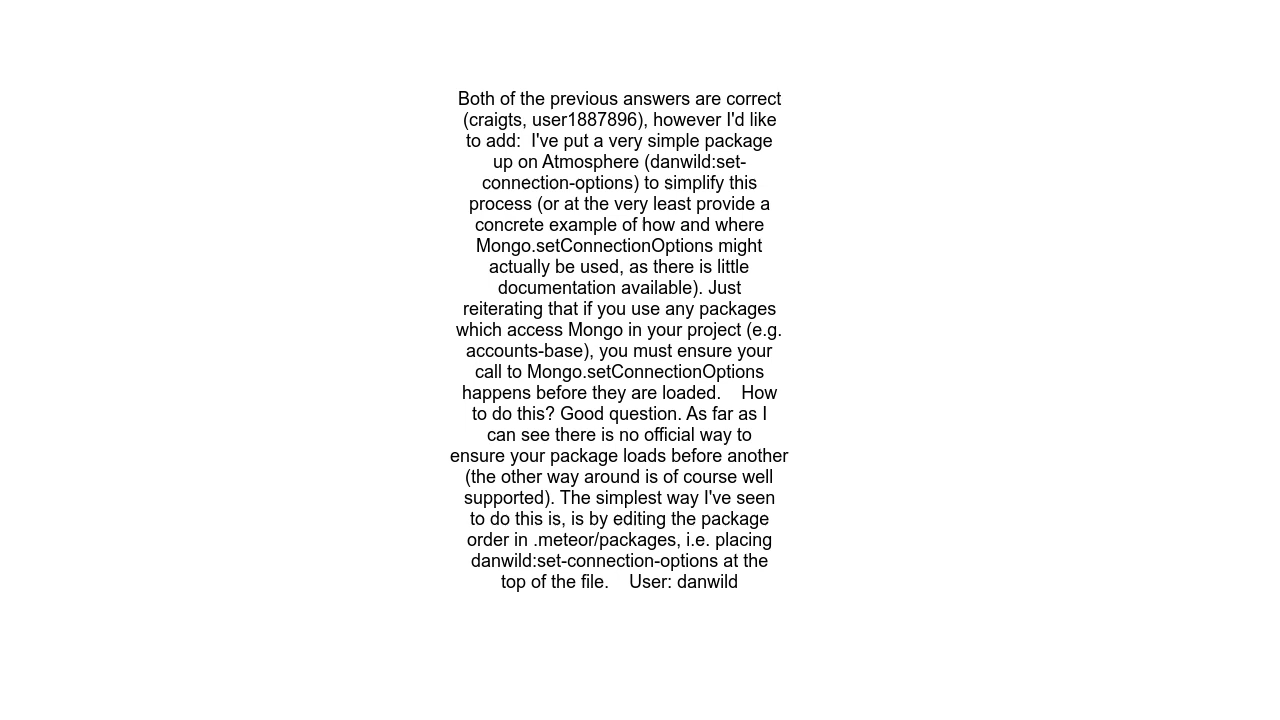 Both of the previous answers are correct
(craigts, user1887896), however I'd like
to add:  I've put a very simple package
up on Atmosphere (danwild:set-
connection-options) to simplify this
process (or at the very least provide a
concrete example of how and where
Mongo.setConnectionOptions might
actually be used, as there is little
documentation available). Just
reiterating that if you use any packages
which access Mongo in your project (e.g.
accounts-base), you must ensure your
call to Mongo.setConnectionOptions
happens before they are loaded.    How
to do this? Good question. As far as I
can see there is no official way to
ensure your package loads before another
(the other way around is of course well
supported). The simplest way I've seen
to do this is, is by editing the package
order in .meteor/packages, i.e. placing
danwild:set-connection-options at the
top of the file.    User: danwild